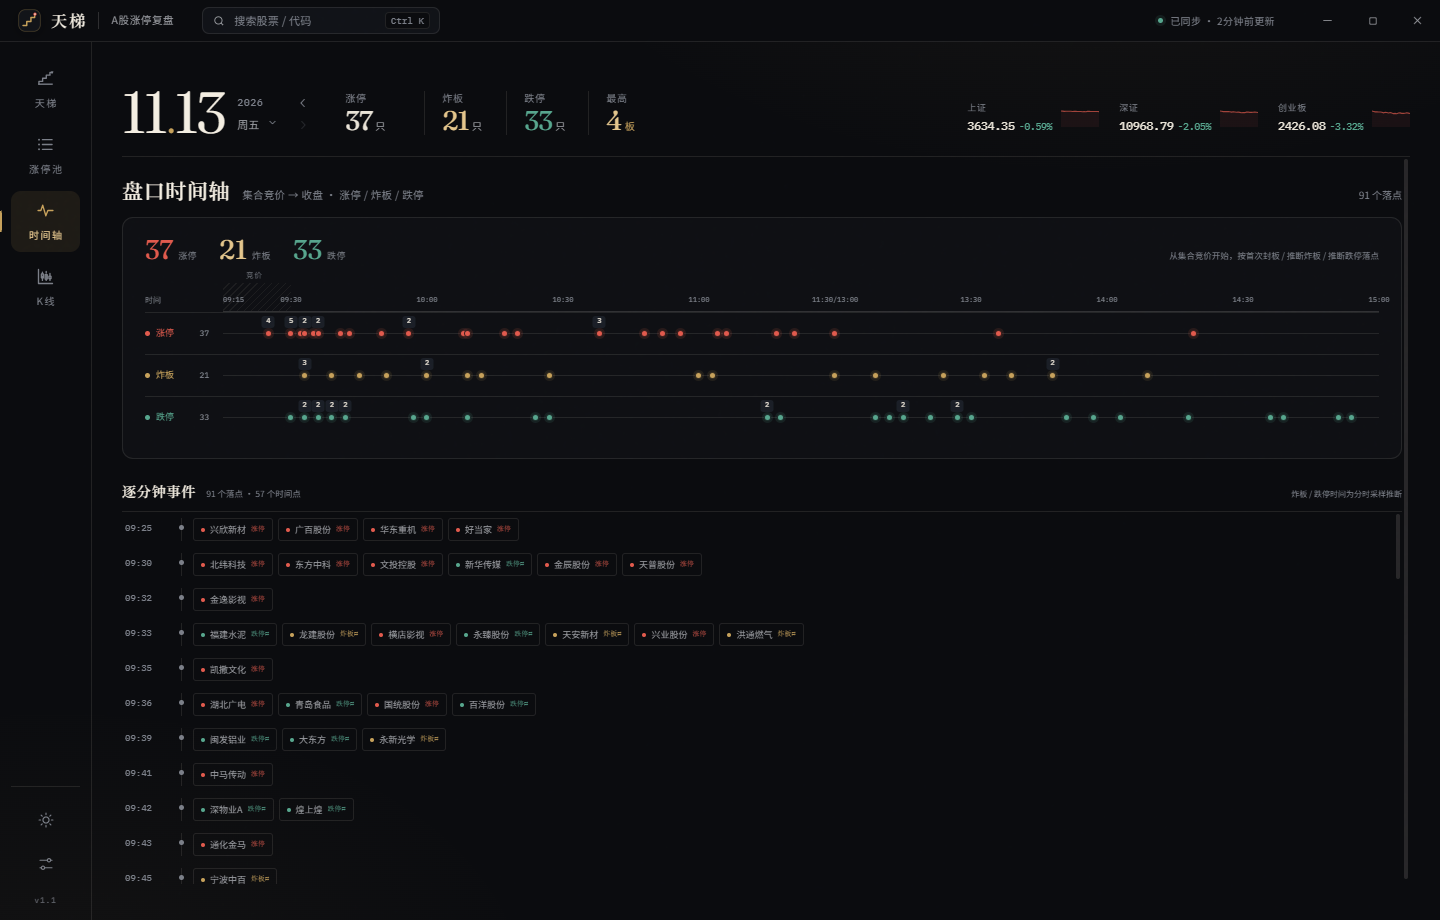 天梯 A股涨停复盘 搜索股票 / 代码 Ctrl K 已同步 · 2分钟前更新
天梯
涨停池
时间轴
K线
v1.1
11.13 2026 周五
涨停 37只
炸板 21只
跌停 33只
最高 4板
上证 3634.35 -0.59%
深证 10968.79 -2.05%
创业板 2426.08 -3.32%
盘口时间轴 集合竞价 → 收盘 · 涨停 / 炸板 / 跌停 91 个落点
37 涨停 21 炸板 33 跌停 从集合竞价开始，按首次封板 / 推断炸板 / 推断跌停落点
竞价
时间 09:15 09:30 10:00 10:30 11:00 11:30/13:00 13:30 14:00 14:30 15:00
4 5 2 2 2 3
涨停 37
3 2 2
炸板 21
2 2 2 2 2 2 2
跌停 33
逐分钟事件 91 个落点 · 57 个时间点 炸板 / 跌停时间为分时采样推断
09:25 兴欣新材 涨停 广百股份 涨停 华东重机 涨停 好当家 涨停
09:30 北纬科技 涨停 东方中科 涨停 文投控股 涨停 新华传媒 跌停≈ 金辰股份 涨停 天普股份 涨停
09:32 金逸影视 涨停
09:33 福建水泥 跌停≈ 龙建股份 炸板≈ 横店影视 涨停 永臻股份 跌停≈ 天安新材 炸板≈ 兴业股份 涨停 洪通燃气 炸板≈
09:35 凯撒文化 涨停
09:36 湖北广电 涨停 青岛食品 跌停≈ 国统股份 涨停 百洋股份 跌停≈
09:39 闽发铝业 跌停≈ 大东方 跌停≈ 永新光学 炸板≈
09:41 中马传动 涨停
09:42 深物业A 跌停≈ 煌上煌 跌停≈
09:43 通化金马 涨停
09:45 宁波中百 炸板≈